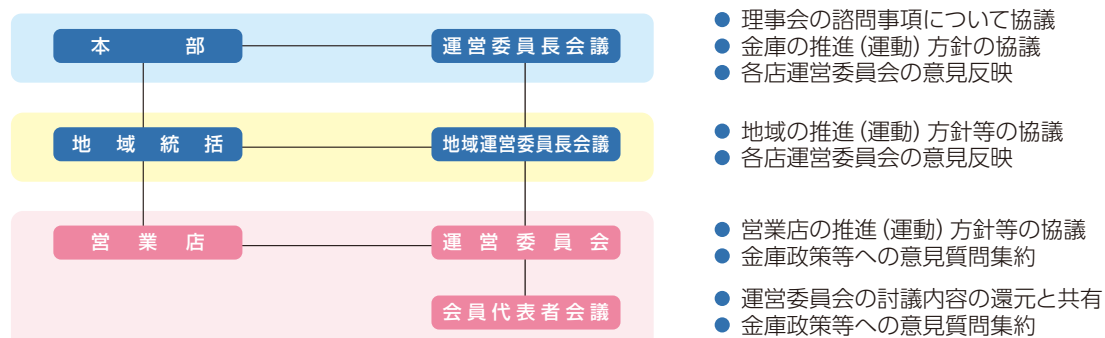 本部
運営委員長会議
● 理事会の諮問事項について協議
● 金庫の推進(運動)方針の協議
● 各店運営委員会の意見反映
地域統括
地域運営委員長会議
● 地域の推進(運動)方針等の協議
● 各店運営委員会の意見反映
営業店
運営委員会
● 営業店の推進(運動)方針等の協議
● 金庫政策等への意見質問集約
会員代表者会議
● 運営委員会の討議内容の還元と共有
● 金庫政策等への意見質問集約